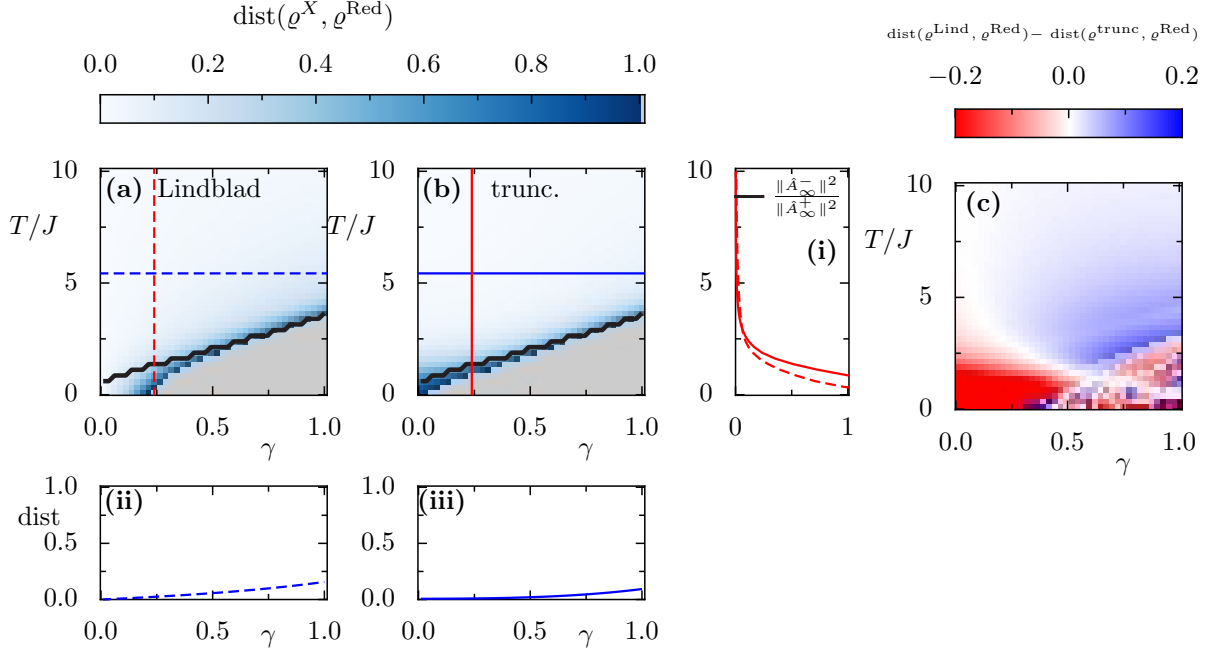 dist(ϱ^X, ϱ^Red)
0.0 0.2 0.4 0.6 0.8 1.0
dist(ϱ^Lind, ϱ^Red)− dist(ϱ^trunc, ϱ^Red)
−0.2 0.0 0.2
(a) Lindblad
T/J
10
5
0
0.0 0.5 1.0
γ
(b) trunc.
T/J
10
5
0
0.0 0.5 1.0
γ
‖Â^-_∞‖^2
‖Â^+_∞‖^2
(i)
10
5
0
0 1
(c)
T/J
10
5
0
0.0 0.5 1.0
γ
(ii)
dist
1.0
0.5
0.0
0.0 0.5 1.0
γ
(iii)
1.0
0.5
0.0
0.0 0.5 1.0
γ